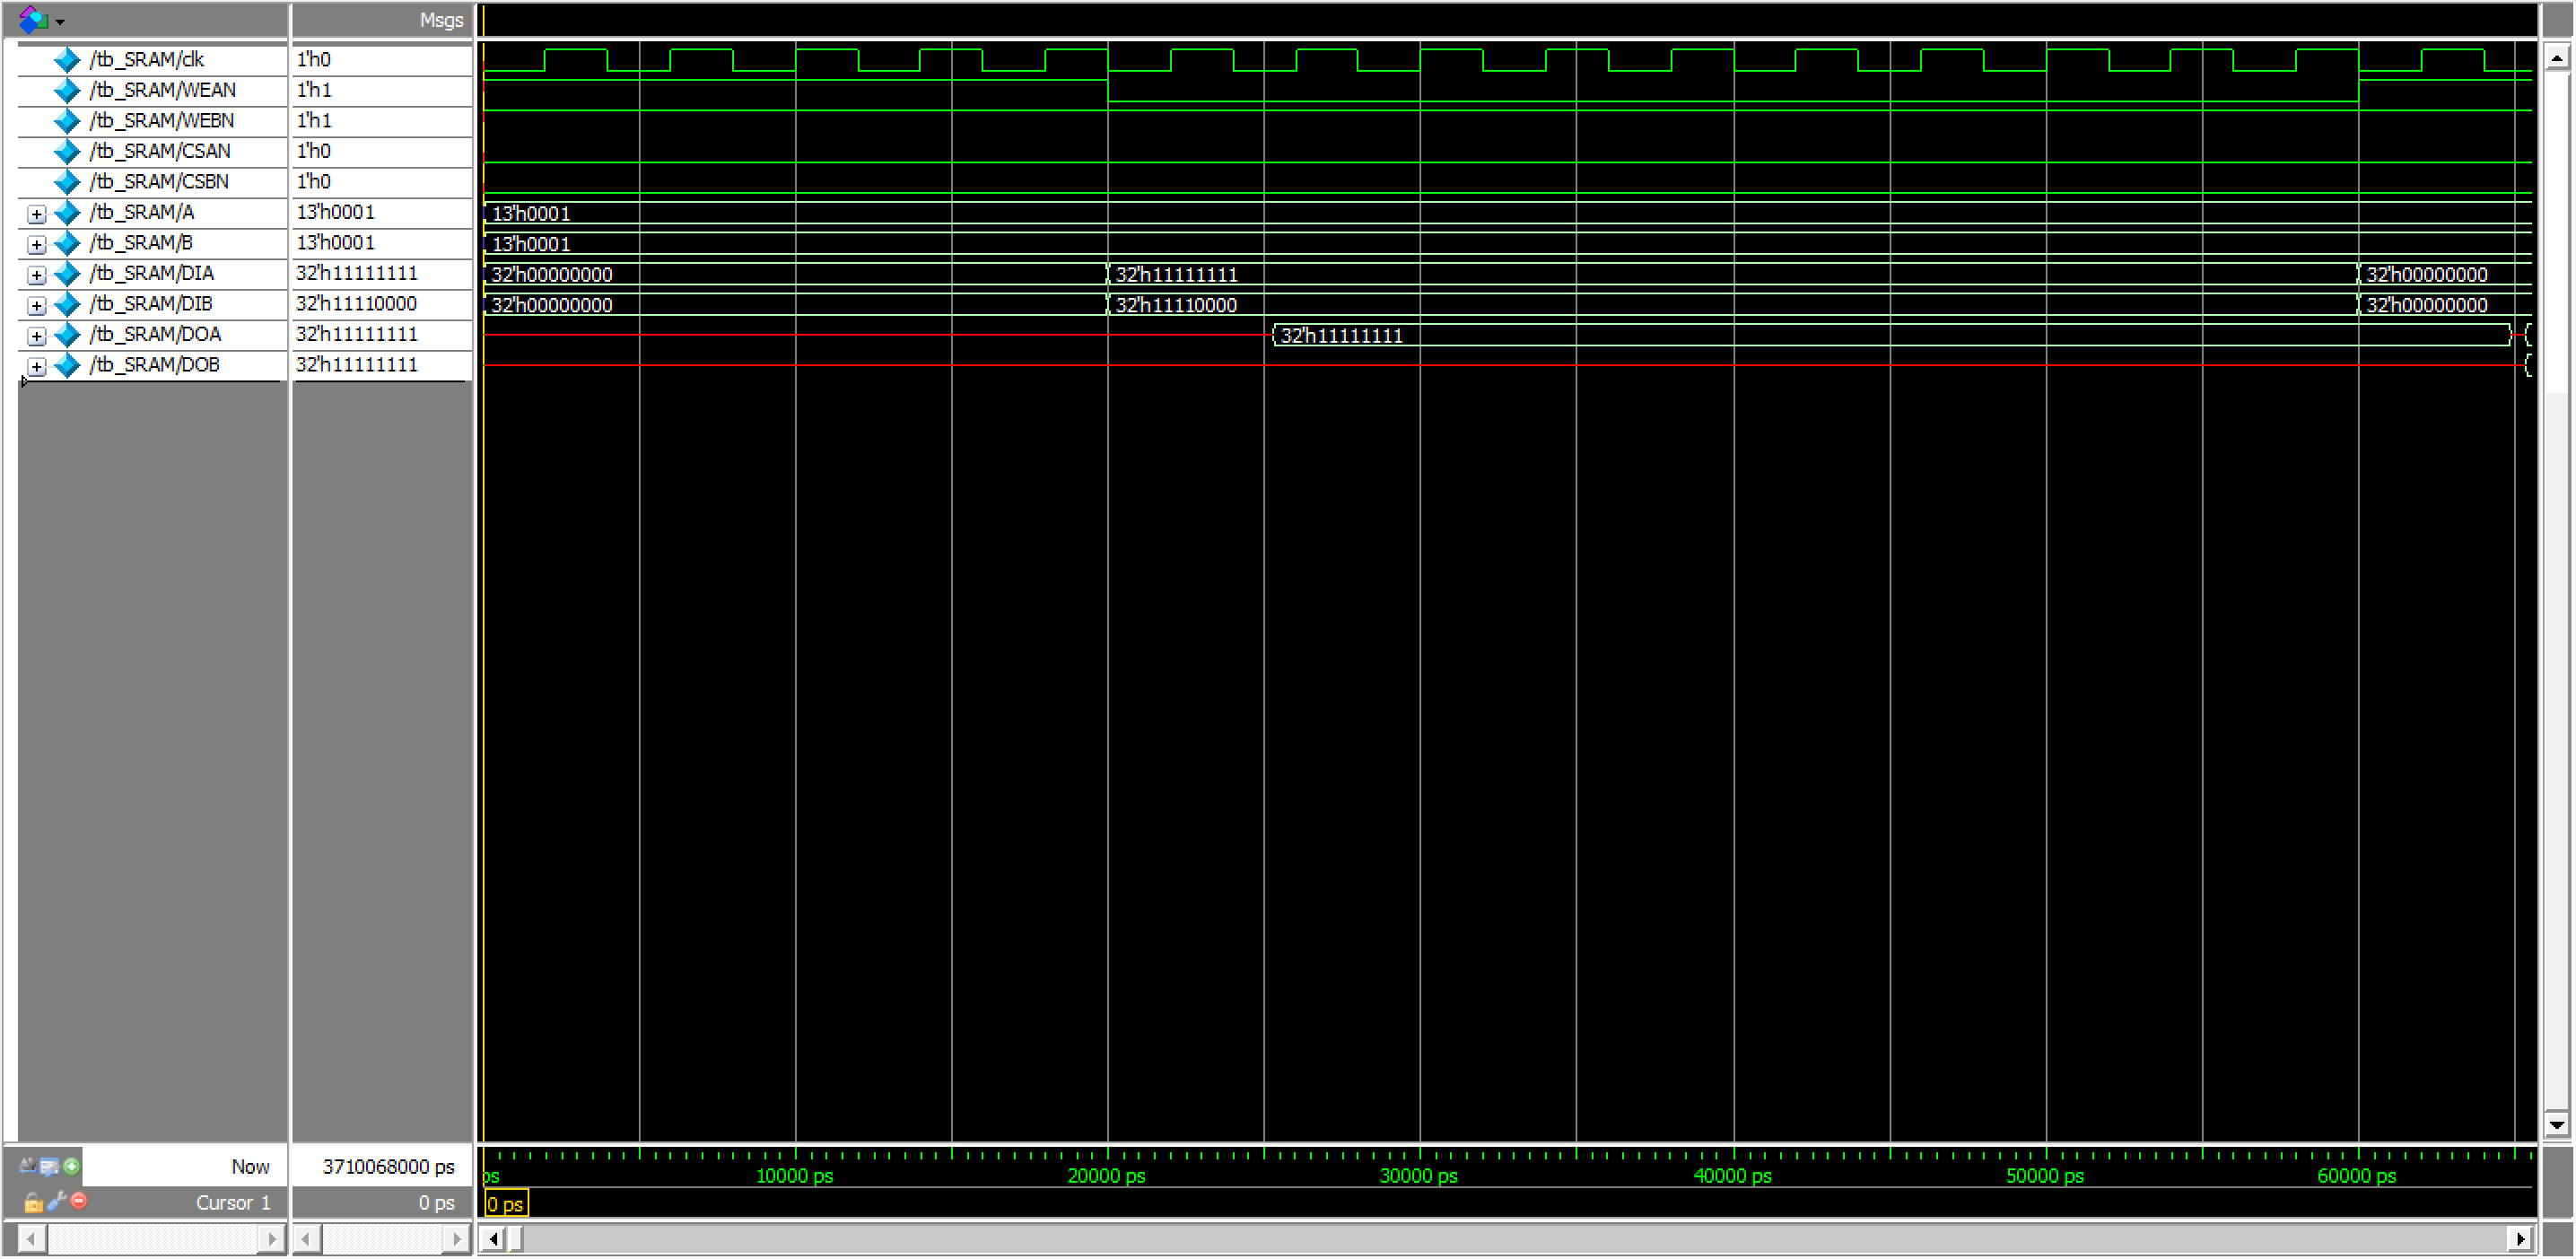 Msgs
/tb_SRAM/clk 1'h0
/tb_SRAM/WEAN 1'h1
/tb_SRAM/WEBN 1'h1
/tb_SRAM/CSAN 1'h0
/tb_SRAM/CSBN 1'h0
/tb_SRAM/A 13'h0001 13'h0001
/tb_SRAM/B 13'h0001 13'h0001
/tb_SRAM/DIA 32'h11111111 32'h00000000 32'h11111111 32'h00000000
/tb_SRAM/DIB 32'h11110000 32'h00000000 32'h11110000 32'h00000000
/tb_SRAM/DOA 32'h11111111 32'h11111111
/tb_SRAM/DOB 32'h11111111
Now 3710068000 ps ps 10000 ps 20000 ps 30000 ps 40000 ps 50000 ps 60000 ps
Cursor 1 0 ps 0 ps